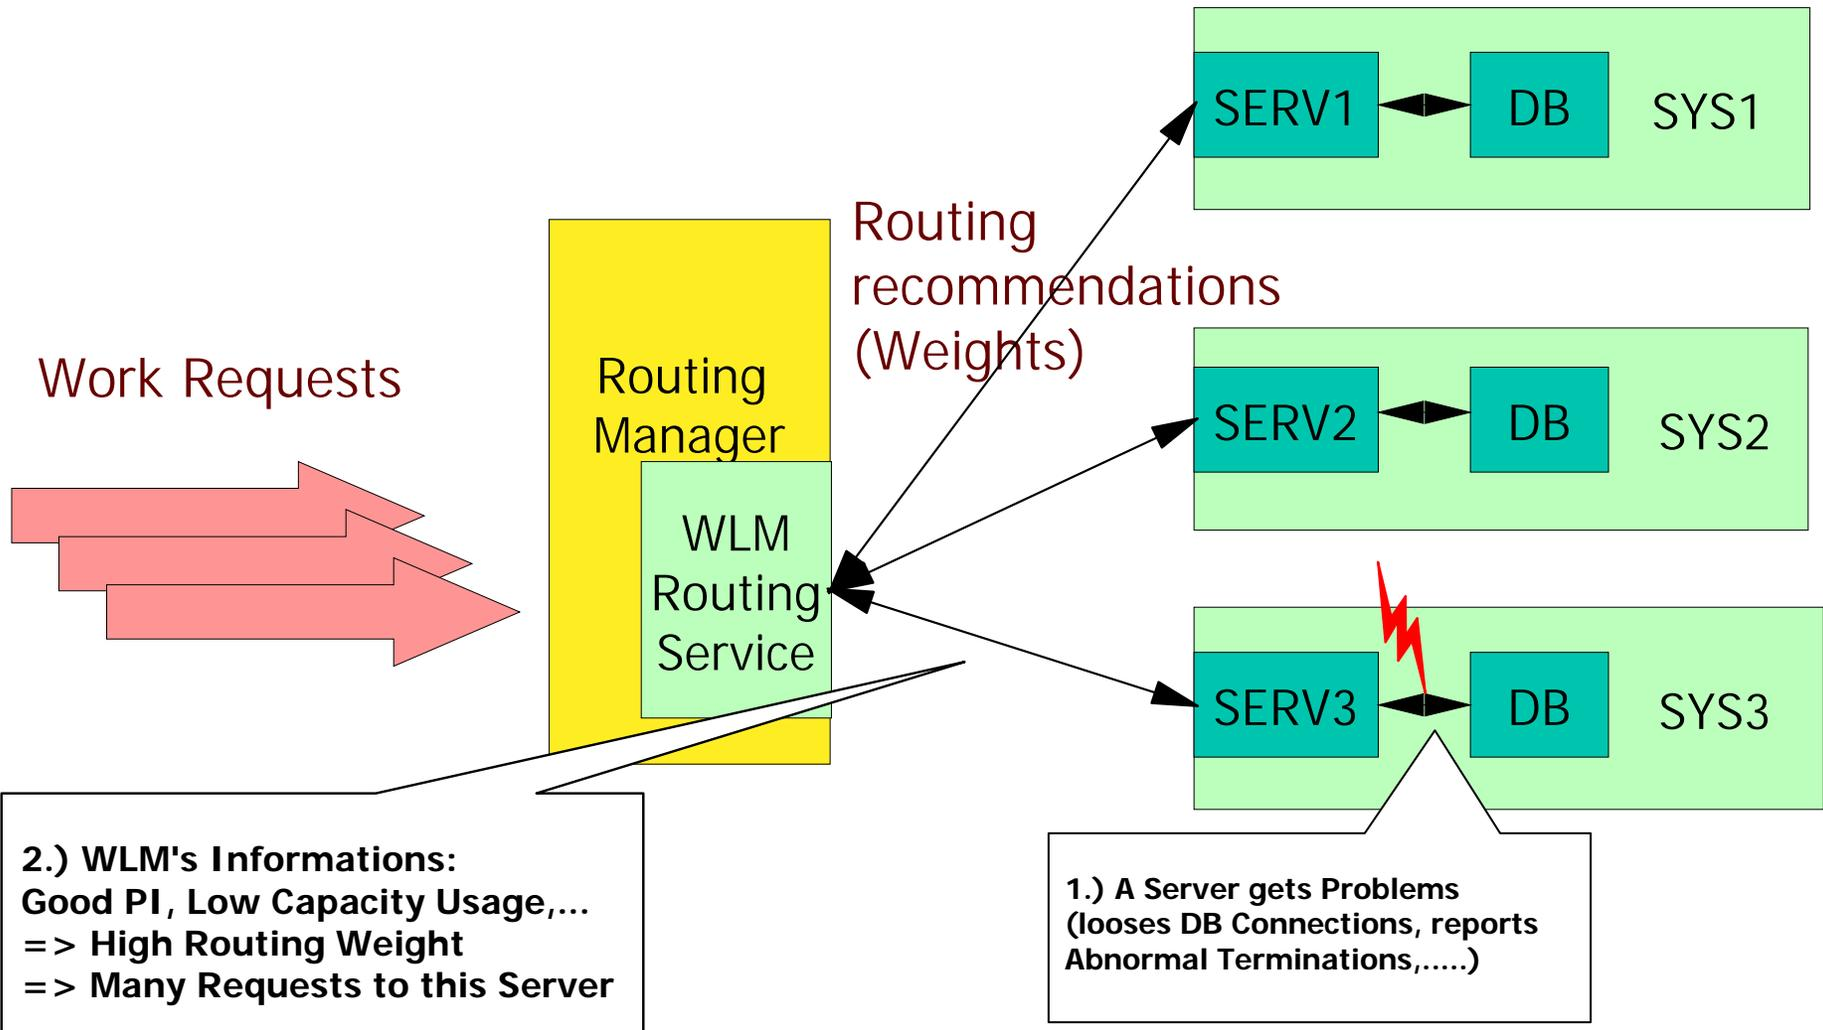 SERV1
DB
SYS1
Routing
recommendations
(Weights)
Work Requests
Routing
Manager
WLM
Routing
Service
SERV2
DB
SYS2
SERV3
DB
SYS3
2.) WLM's Informations:
Good PI, Low Capacity Usage,...
=> High Routing Weight
=> Many Requests to this Server
1.) A Server gets Problems
(looses DB Connections, reports
Abnormal Terminations,.....)